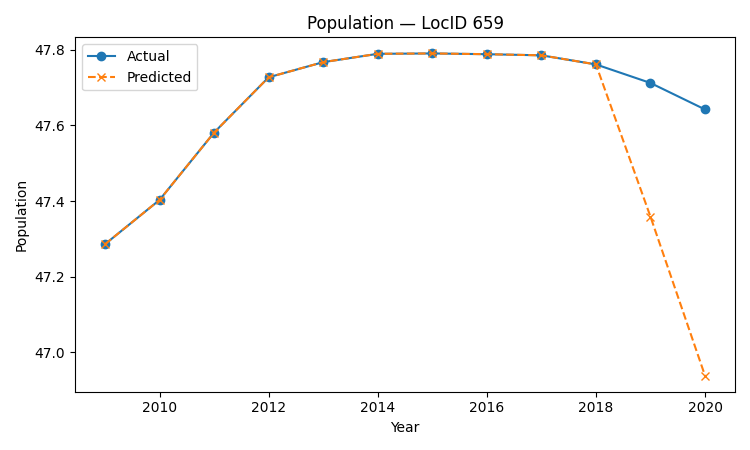 Population — LocID 659
Actual
Predicted
Population
47.8
47.6
47.4
47.2
47.0
2010
2012
2014
2016
2018
2020
Year